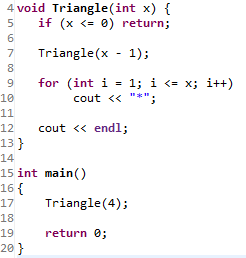 4 void Triangle(int x) {
5     if (x <= 0) return;
6
7     Triangle(x - 1);
8
9     for (int i = 1; i <= x; i++)
10         cout << "*";
11
12     cout << endl;
13 }
14
15 int main()
16 {
17     Triangle(4);
18
19     return 0;
20 }